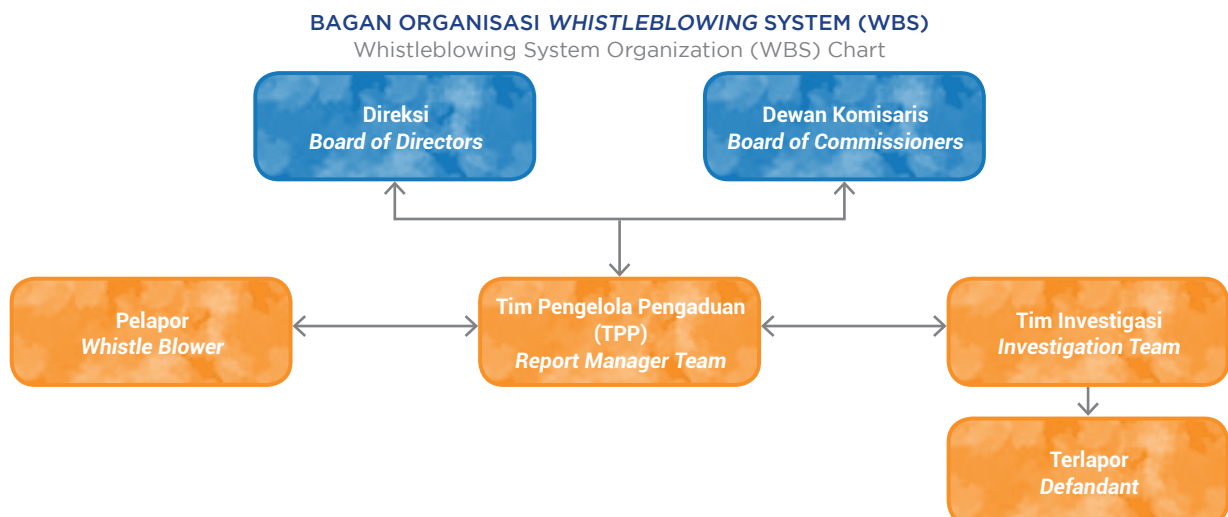 BAGAN ORGANISASI WHISTLEBLOWING SYSTEM (WBS)
Whistleblowing System Organization (WBS) Chart
Direksi
Board of Directors
Dewan Komisaris
Board of Commissioners
Pelapor
Whistle Blower
Tim Pengelola Pengaduan
(TPP)
Report Manager Team
Tim Investigasi
Investigation Team
Terlapor
Defandant